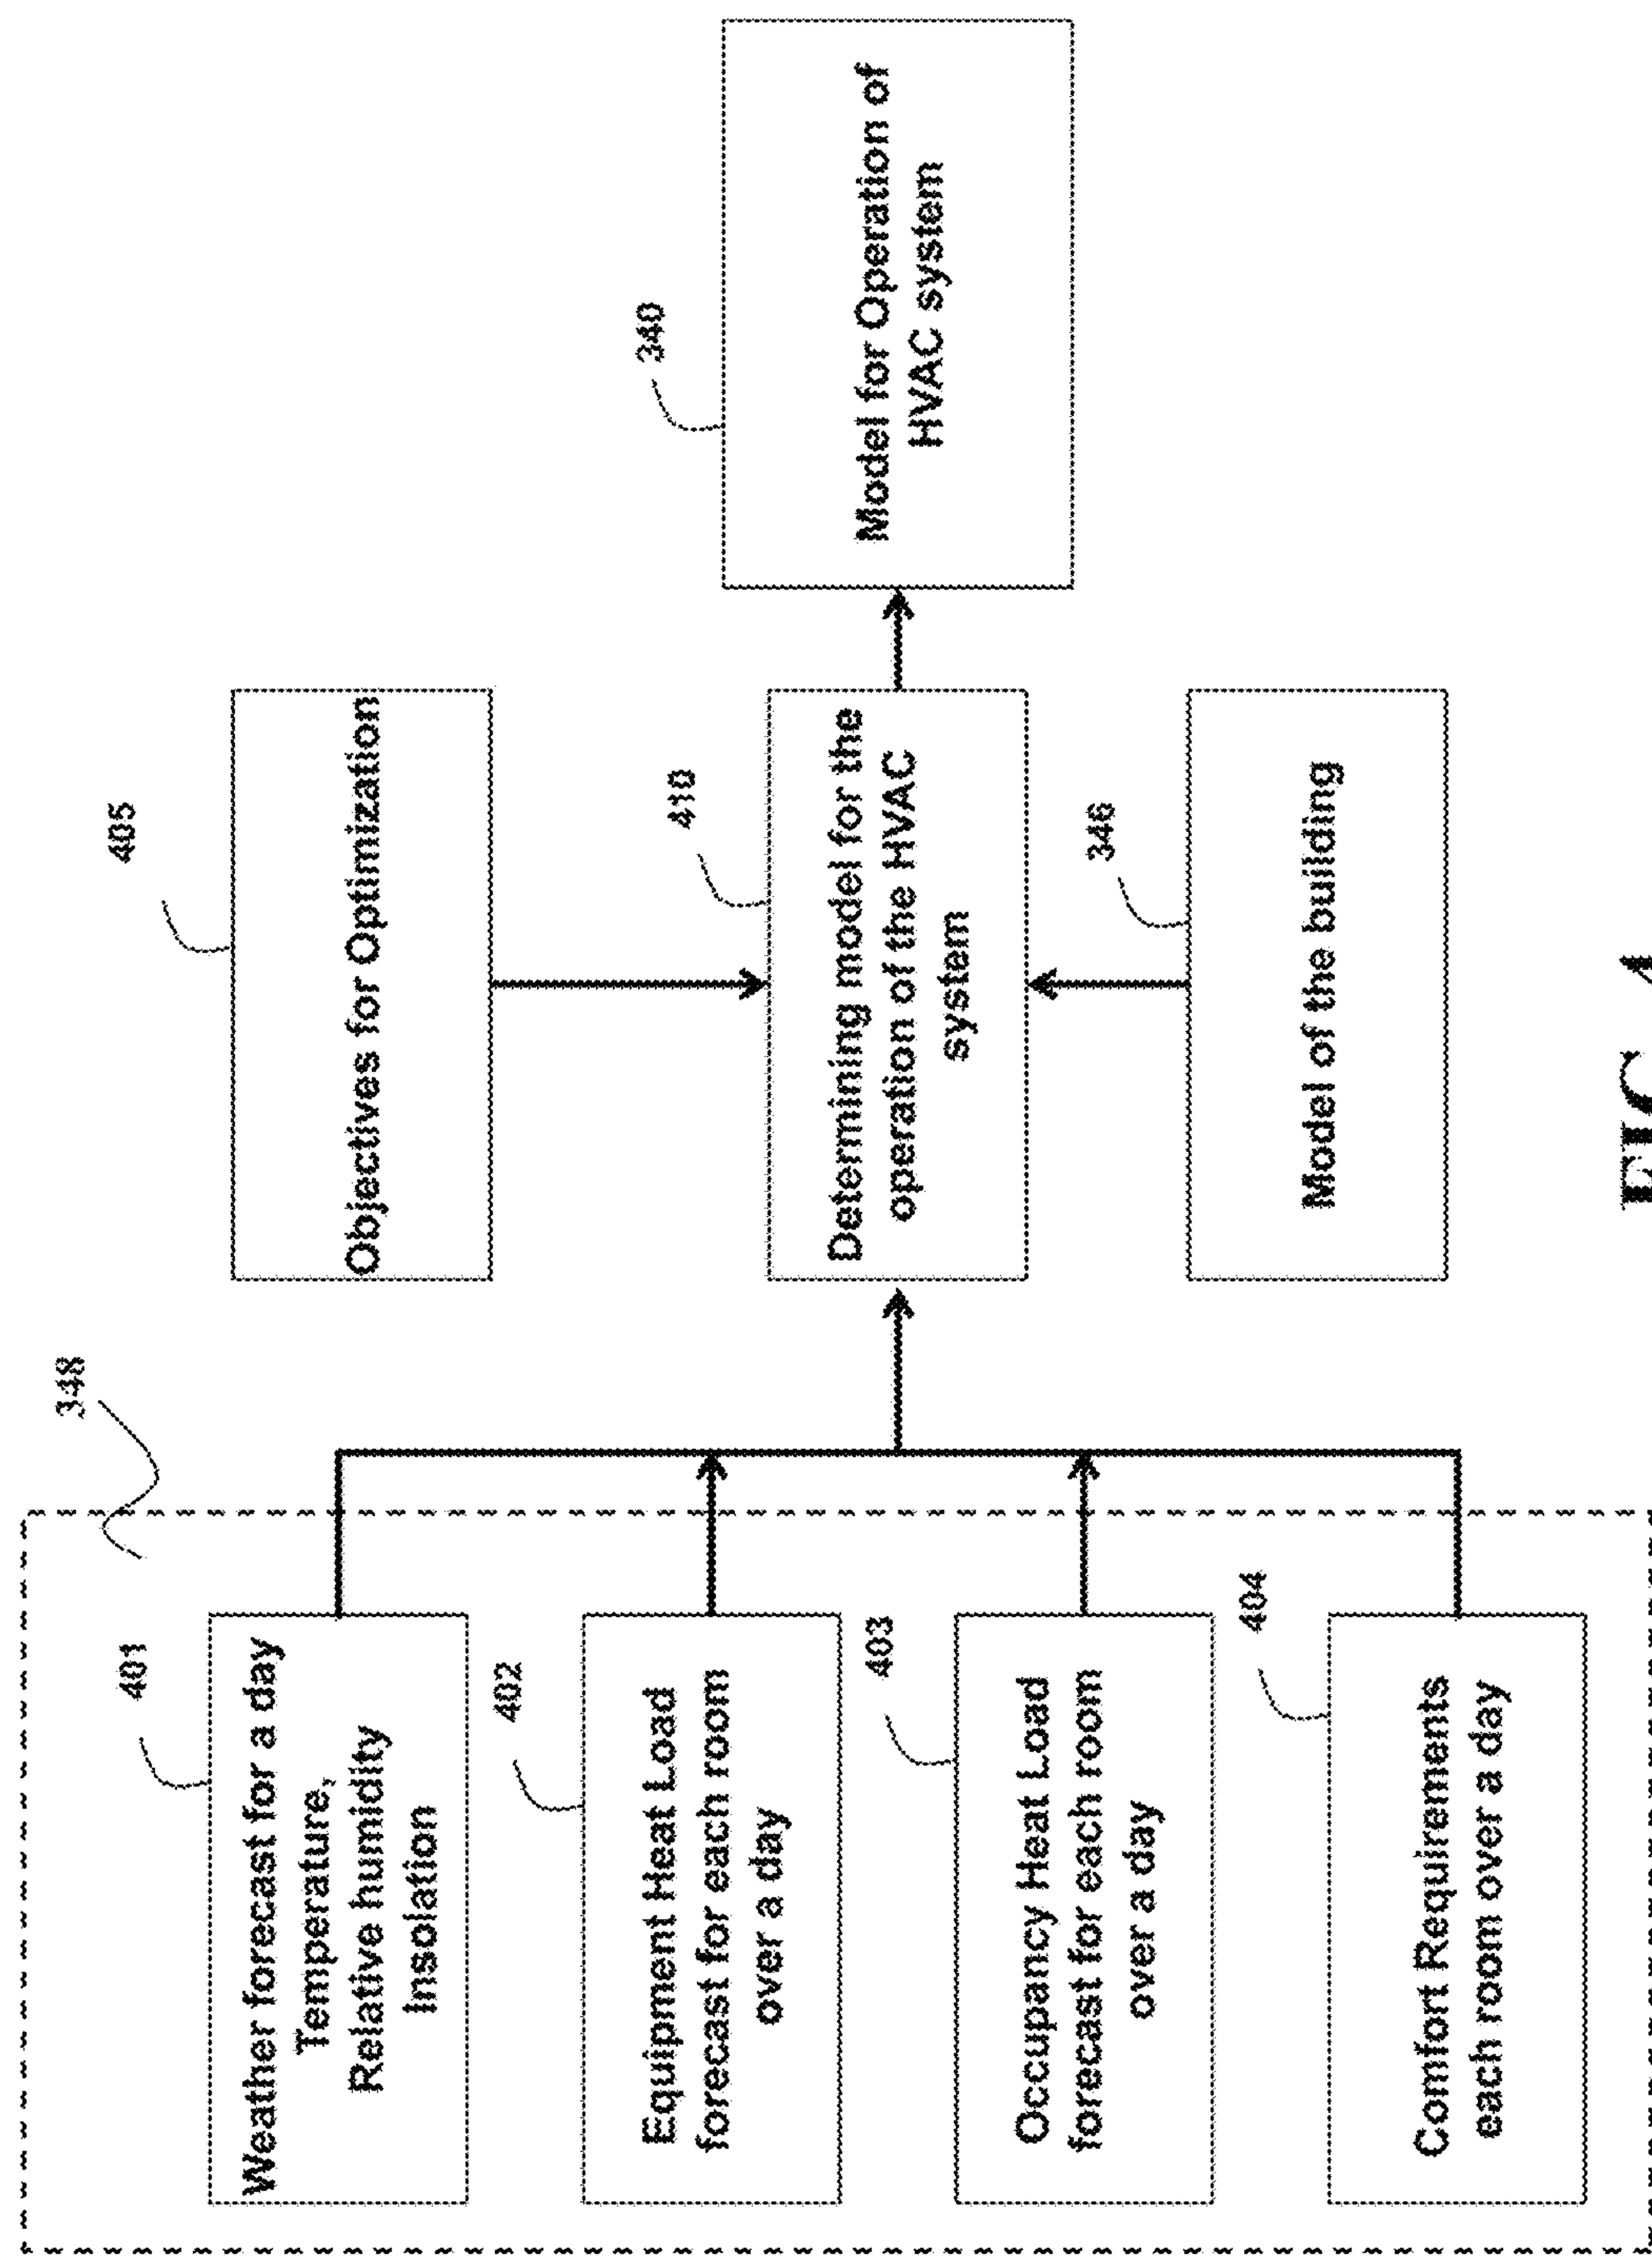 348
401
Weather forecast for a day
Temperature,
Relative humidity
Insolation
402
Equipment Heat Load
forecast for each room
over a day
403
Occupancy Heat Load
forecast for each room
over a day
404
Comfort Requirements
each room over a day
405
Objectives for Optimization
410
Determining model for the
operation of the HVAC
system
346
Model of the building
340
Model for Operation of
HVAC system
FIG. 4